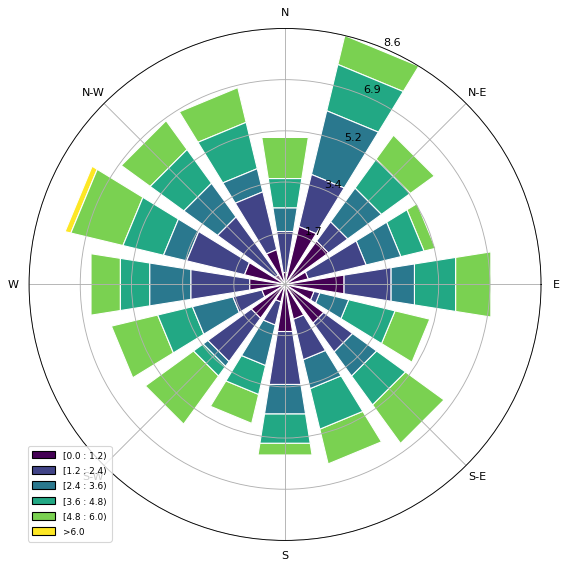 N
8.6
6.9
N-W
N-E
5.2
3.4
1.7
W
E
[0.0 : 1.2)
[1.2 : 2.4)
[2.4 : 3.6)
[3.6 : 4.8)
[4.8 : 6.0)
>6.0
S-W
S-E
S